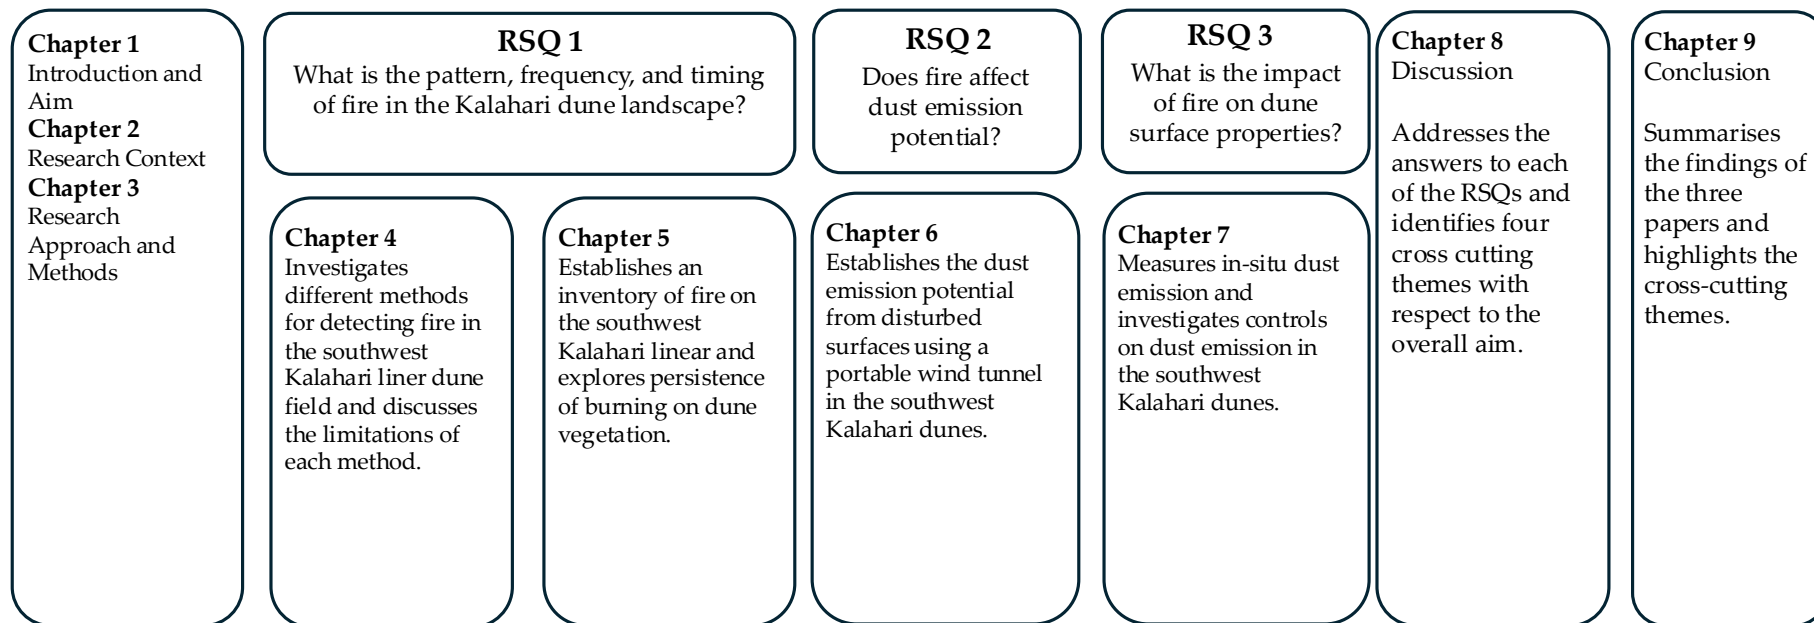 Chapter 1
Introduction and
Aim
Chapter 2
Research Context
Chapter 3
Research
Approach and
Methods
RSQ 1
What is the pattern, frequency, and timing
of fire in the Kalahari dune landscape?
Chapter 4
Investigates
different methods
for detecting fire in
the southwest
Kalahari liner dune
field and discusses
the limitations of
each method.
Chapter 5
Establishes an
inventory of fire on
the southwest
Kalahari linear and
explores persistence
of burning on dune
vegetation.
RSQ 2
Does fire affect
dust emission
potential?
Chapter 6
Establishes the dust
emission potential
from disturbed
surfaces using a
portable wind tunnel
in the southwest
Kalahari dunes.
RSQ 3
What is the impact
of fire on dune
surface properties?
Chapter 7
Measures in-situ dust
emission and
investigates controls
on dust emission in
the southwest
Kalahari dunes.
Chapter 8
Discussion
Addresses the
answers to each
of the RSQs and
identifies four
cross cutting
themes with
respect to the
overall aim.
Chapter 9
Conclusion
Summarises
the findings of
the three
papers and
highlights the
cross-cutting
themes.